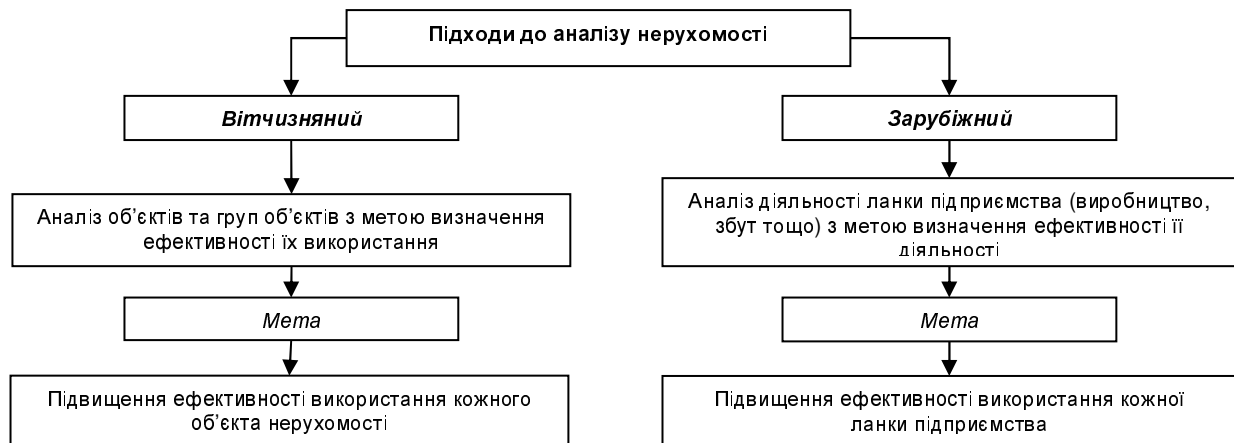 Підходи до аналізу нерухомості
Вітчизняний
Аналіз об'єктів та груп об'єктів з метою визначення
ефективності їх використання
Мета
Підвищення ефективності використання кожного
об'єкта нерухомості
Зарубіжний
Аналіз діяльності ланки підприємства (виробництво,
збут тощо) з метою визначення ефективності її
діяльності
Мета
Підвищення ефективності використання кожної
ланки підприємства